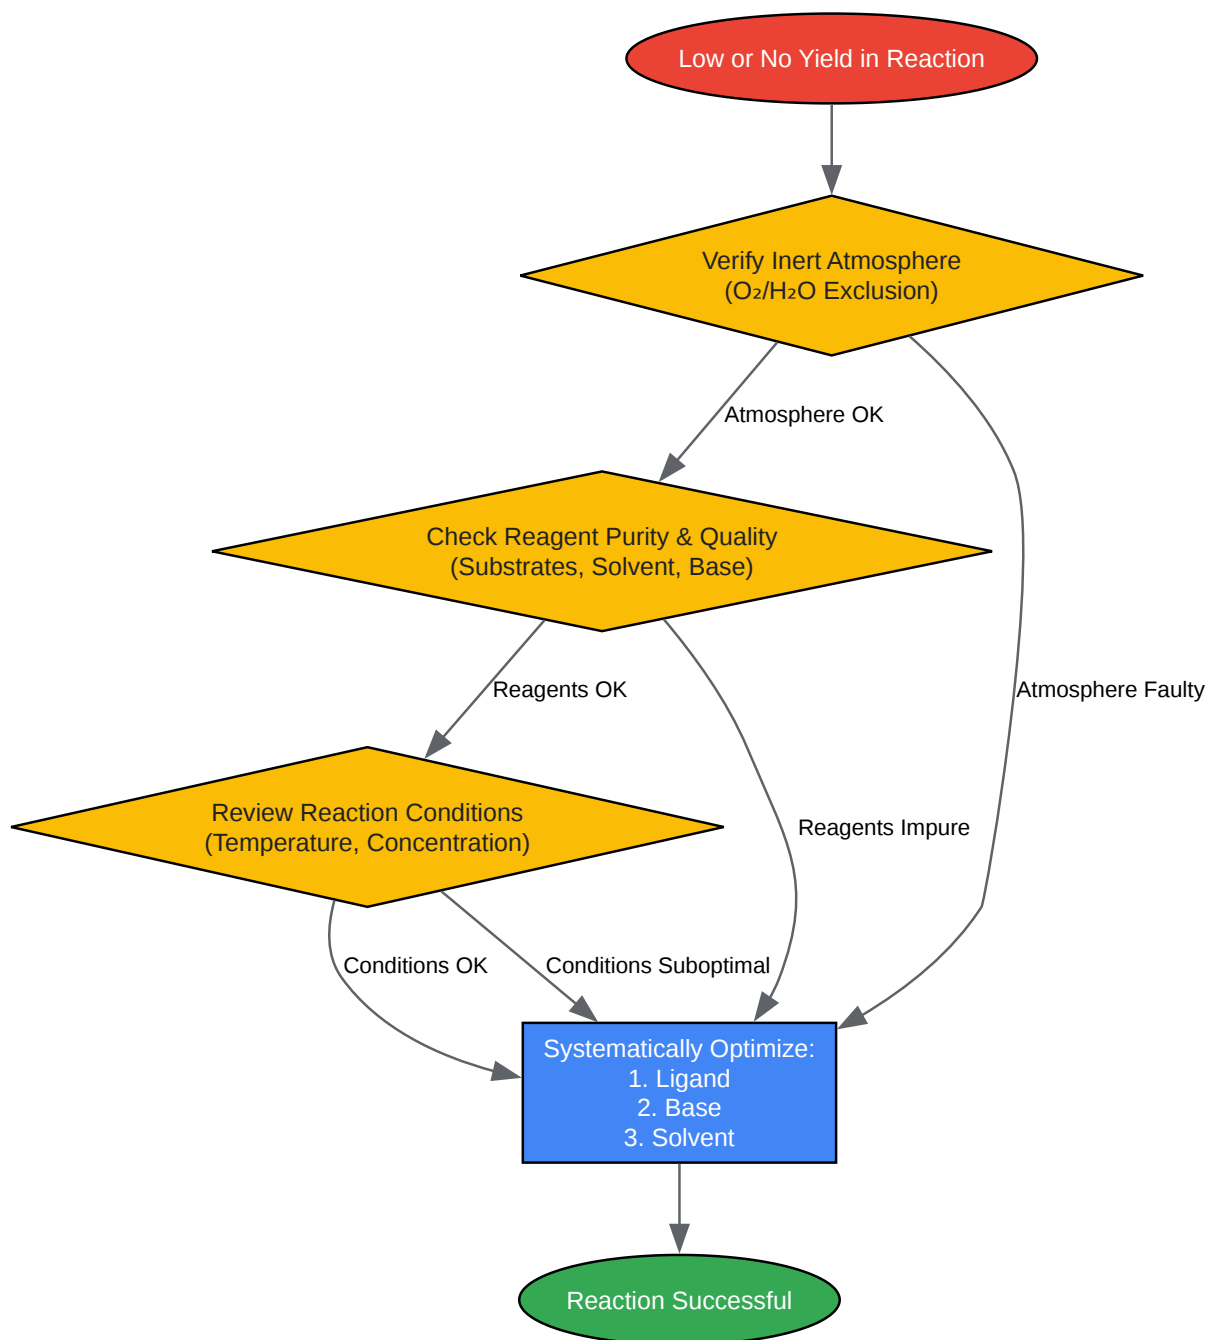 Low or No Yield in Reaction
Verify Inert Atmosphere
(O₂/H₂O Exclusion)
Atmosphere OK
Check Reagent Purity & Quality
(Substrates, Solvent, Base)
Reagents OK
Atmosphere Faulty
Review Reaction Conditions
(Temperature, Concentration)
Reagents Impure
Conditions OK
Conditions Suboptimal
Systematically Optimize:
1. Ligand
2. Base
3. Solvent
Reaction Successful